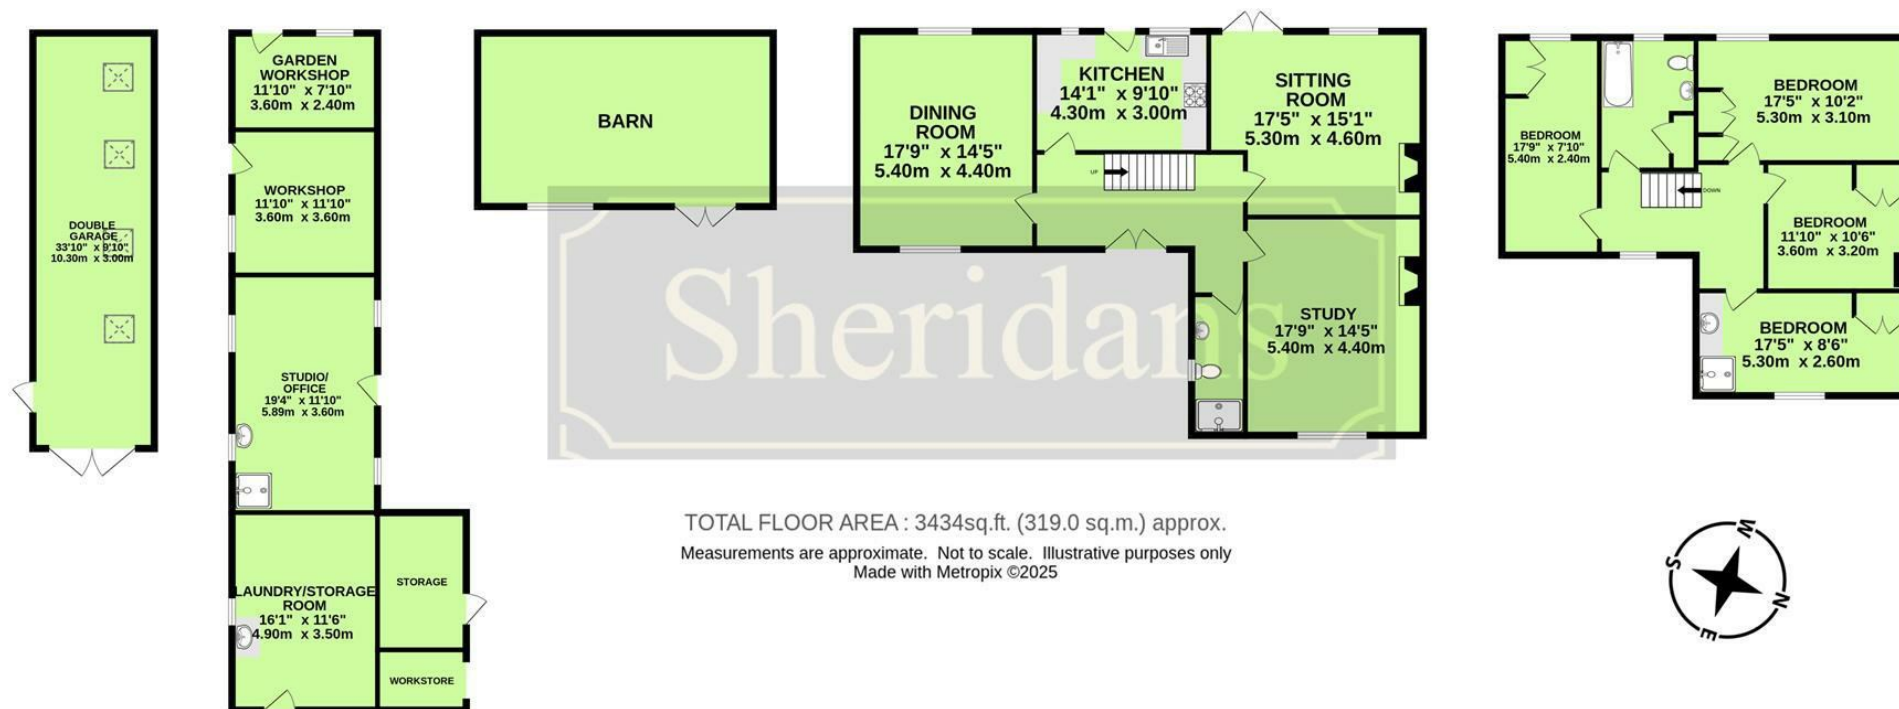 DOUBLE
GARAGE
33'10" x 9'10"
10.30m x 3.00m
GARDEN
WORKSHOP
11'10" x 7'10"
3.60m x 2.40m
WORKSHOP
11'10" x 11'10"
3.60m x 3.60m
STUDIO/
OFFICE
19'4" x 11'10"
5.89m x 3.60m
LAUNDRY/STORAGE
ROOM
16'1" x 11'6"
4.90m x 3.50m
STORAGE
WORKSTORE
BARN
DINING
ROOM
17'9" x 14'5"
5.40m x 4.40m
KITCHEN
14'1" x 9'10"
4.30m x 3.00m
UP
SITTING
ROOM
17'5" x 15'1"
5.30m x 4.60m
STUDY
17'9" x 14'5"
5.40m x 4.40m
Sheridans
BEDROOM
17'9" x 7'10"
5.40m x 2.40m
BEDROOM
17'5" x 10'2"
5.30m x 3.10m
DOWN
BEDROOM
11'10" x 10'6"
3.60m x 3.20m
BEDROOM
17'5" x 8'6"
5.30m x 2.60m
TOTAL FLOOR AREA : 3434sq.ft. (319.0 sq.m.) approx.
Measurements are approximate. Not to scale. Illustrative purposes only
Made with Metropix ©2025
W
S
N
E